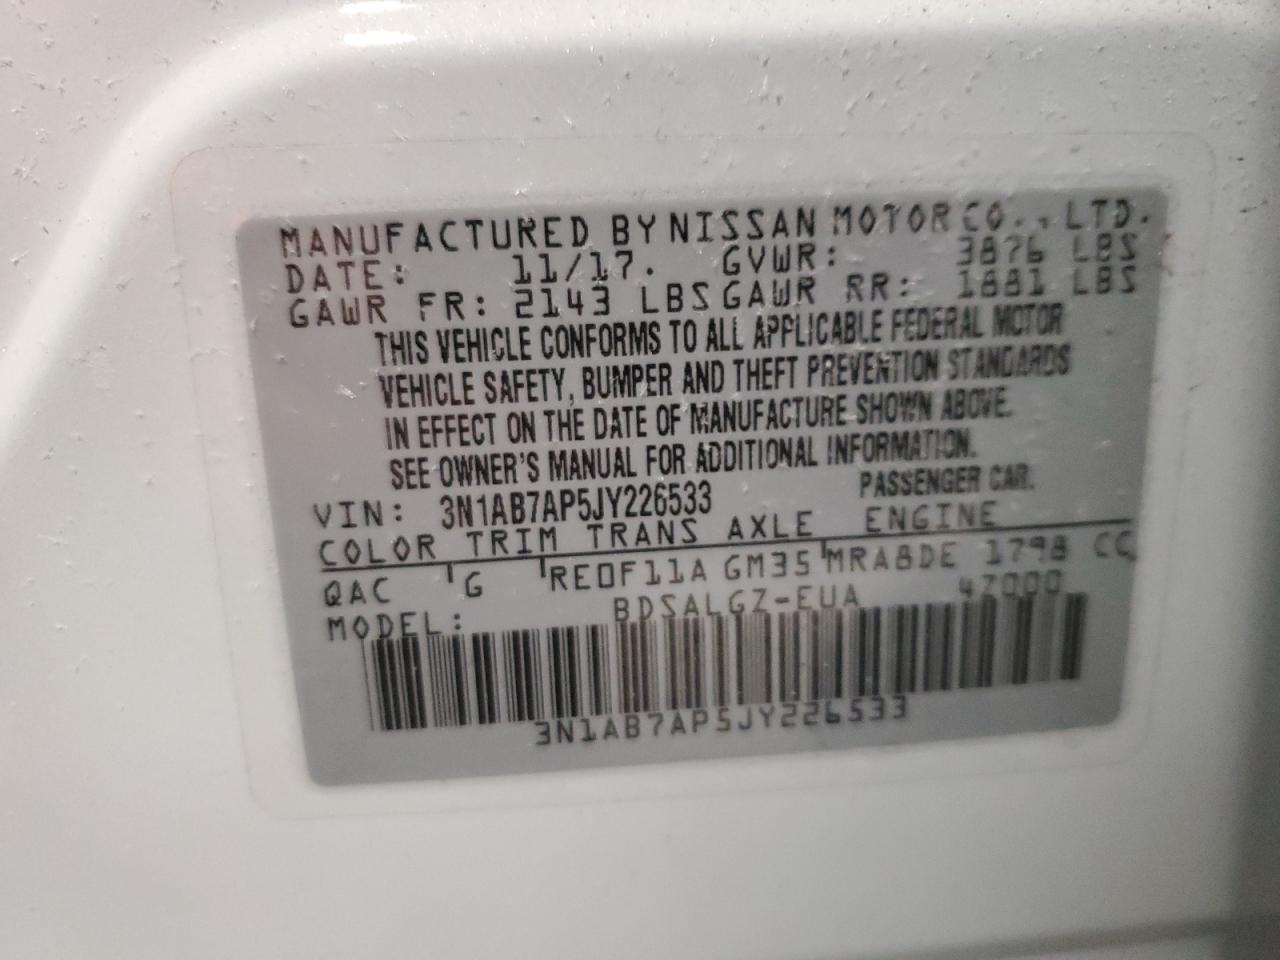 MANUFACTURED BY NISSAN MOTOR CO., LTD.
DATE: 11/17. GVWR: 3876 LBS
GAWR FR: 2143 LBS GAWR RR: 1881 LBS
THIS VEHICLE CONFORMS TO ALL APPLICABLE FEDERAL MOTOR
VEHICLE SAFETY, BUMPER AND THEFT PREVENTION STANDARDS
IN EFFECT ON THE DATE OF MANUFACTURE SHOWN ABOVE.
SEE OWNER'S MANUAL FOR ADDITIONAL INFORMATION.
VIN: 3N1AB7AP5JY226533 PASSENGER CAR.
COLOR TRIM TRANS AXLE ENGINE
QAC G RE0F11A GM35 MRA8DE 1798 CC
MODEL: BDSALGZ-EUA 47000
3N1AB7AP5JY226533